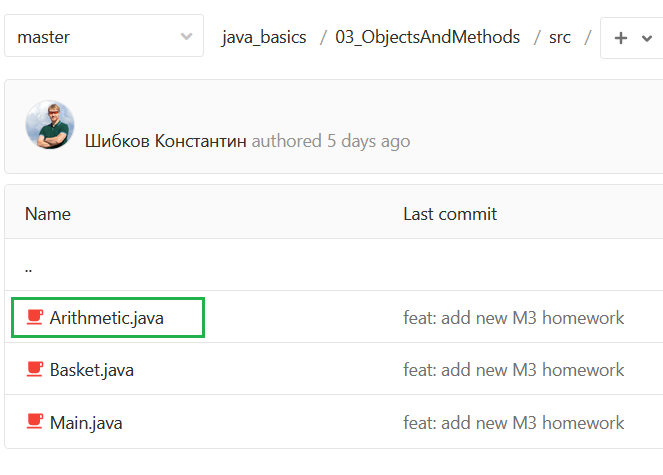 master java_basics / 03_ObjectsAndMethods / src / +
Шибков Константин authored 5 days ago
Name Last commit
..
Arithmetic.java feat: add new M3 homework
Basket.java feat: add new M3 homework
Main.java feat: add new M3 homework